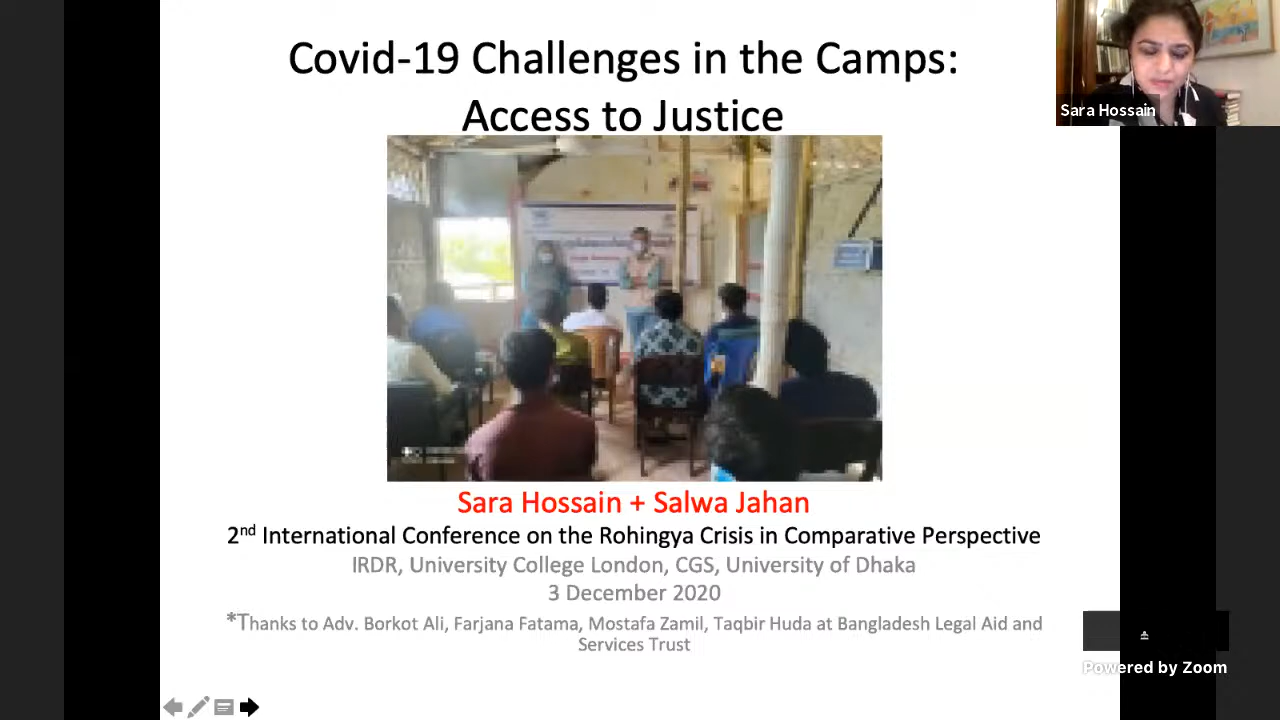 Covid-19 Challenges in the Camps:
Access to Justice
Sara Hossain
Sara Hossain + Salwa Jahan
2nd International Conference on the Rohingya Crisis in Comparative Perspective
IRDR, University College London, CGS, University of Dhaka
3 December 2020
*Thanks to Adv. Borkot Ali, Farjana Fatama, Mostafa Zamil, Taqbir Huda at Bangladesh Legal Aid and
Services Trust
Powered by Zoom